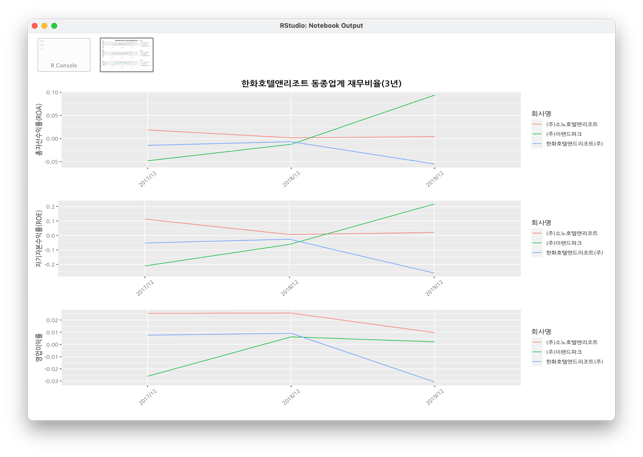 RStudio: Notebook Output
R Console
한화호텔앤리조트 동종업계 재무비율(3년)
총자산수익률(ROA)
0.10
0.05
0.00
-0.05
2017/12
2018/12
2019/12
회사명
(주)소노호텔앤리조트
(주)이랜드파크
한화호텔앤드리조트(주)
자기자본수익률(ROE)
0.2
0.1
0.0
-0.1
-0.2
2017/12
2018/12
2019/12
회사명
(주)소노호텔앤리조트
(주)이랜드파크
한화호텔앤드리조트(주)
영업이익률
0.02
0.01
0.00
-0.01
-0.02
-0.03
2017/12
2018/12
2019/12
회사명
(주)소노호텔앤리조트
(주)이랜드파크
한화호텔앤드리조트(주)